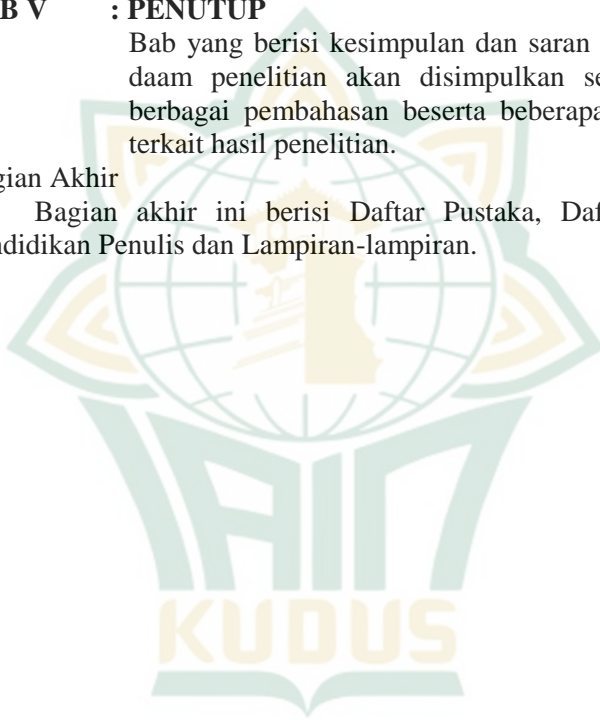 B V : PENUTUP
Bab yang berisi kesimpulan dan saran
daam penelitian akan disimpulkan se
berbagai pembahasan beserta beberapa
terkait hasil penelitian.
gian Akhir
Bagian akhir ini berisi Daftar Pustaka, Daf
ndidikan Penulis dan Lampiran-lampiran.
IAIN
KUDUS